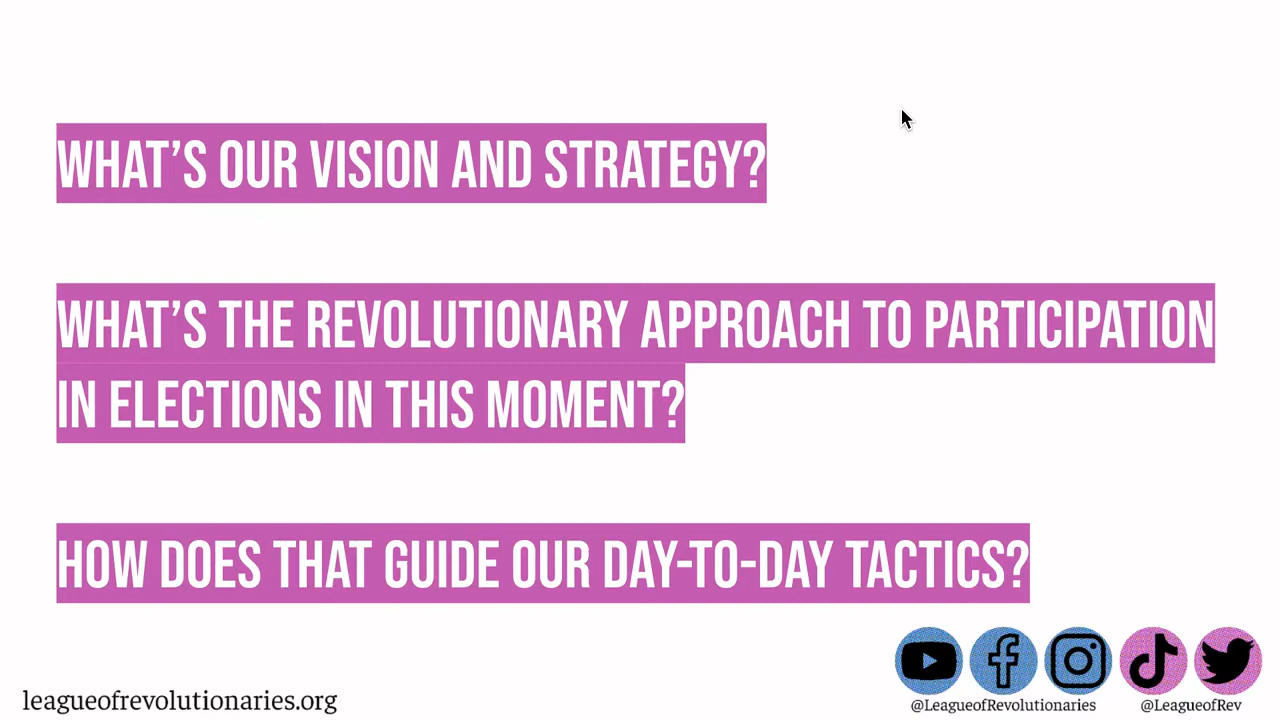 WHAT’S OUR VISION AND STRATEGY?
WHAT’S THE REVOLUTIONARY APPROACH TO PARTICIPATION
IN ELECTIONS IN THIS MOMENT?
HOW DOES THAT GUIDE OUR DAY-TO-DAY TACTICS?
leagueofrevolutionaries.org
@LeagueofRevolutionaries
@LeagueofRev